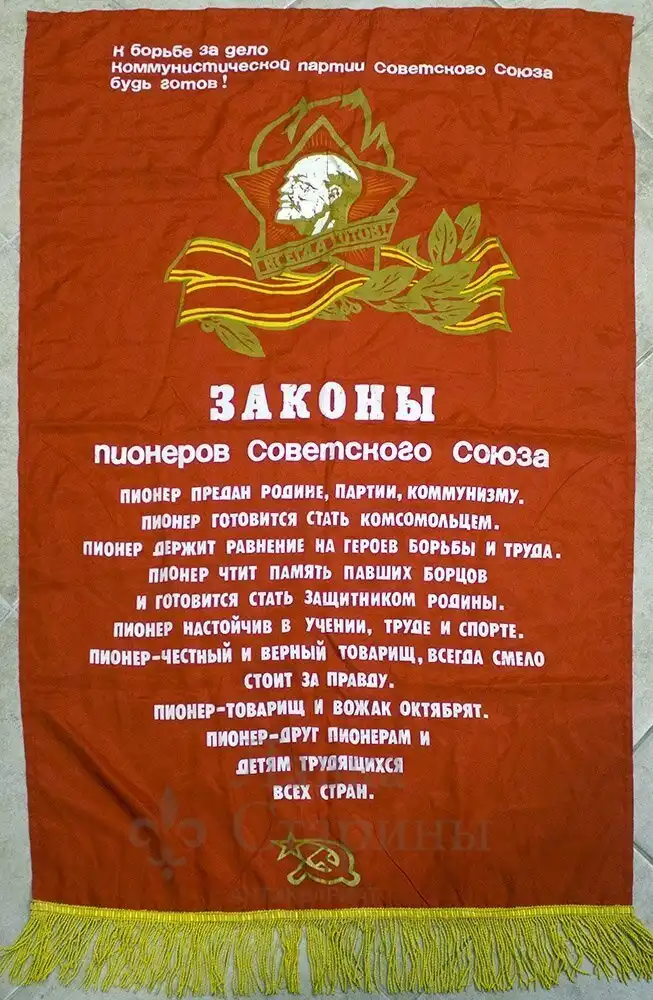 К борьбе за дело
Коммунистической партии Советского Союза
будь готов!
ВСЕГДА ГОТОВ!
ЗАКОНЫ
пионеров Советского Союза
ПИОНЕР ПРЕДАН РОДИНЕ, ПАРТИИ, КОММУНИЗМУ.
ПИОНЕР ГОТОВИТСЯ СТАТЬ КОМСОМОЛЬЦЕМ.
ПИОНЕР ДЕРЖИТ РАВНЕНИЕ НА ГЕРОЕВ БОРЬБЫ И ТРУДА.
ПИОНЕР ЧТИТ ПАМЯТЬ ПАВШИХ БОРЦОВ
И ГОТОВИТСЯ СТАТЬ ЗАЩИТНИКОМ РОДИНЫ.
ПИОНЕР НАСТОЙЧИВ В УЧЕНИИ, ТРУДЕ И СПОРТЕ.
ПИОНЕР-ЧЕСТНЫЙ И ВЕРНЫЙ ТОВАРИЩ, ВСЕГДА СМЕЛО
СТОИТ ЗА ПРАВДУ.
ПИОНЕР-ТОВАРИЩ И ВОЖАК ОКТЯБРЯТ.
ПИОНЕР-ДРУГ ПИОНЕРАМ И
ДЕТЯМ ТРУДЯЩИХСЯ
ВСЕХ СТРАН.
Старины